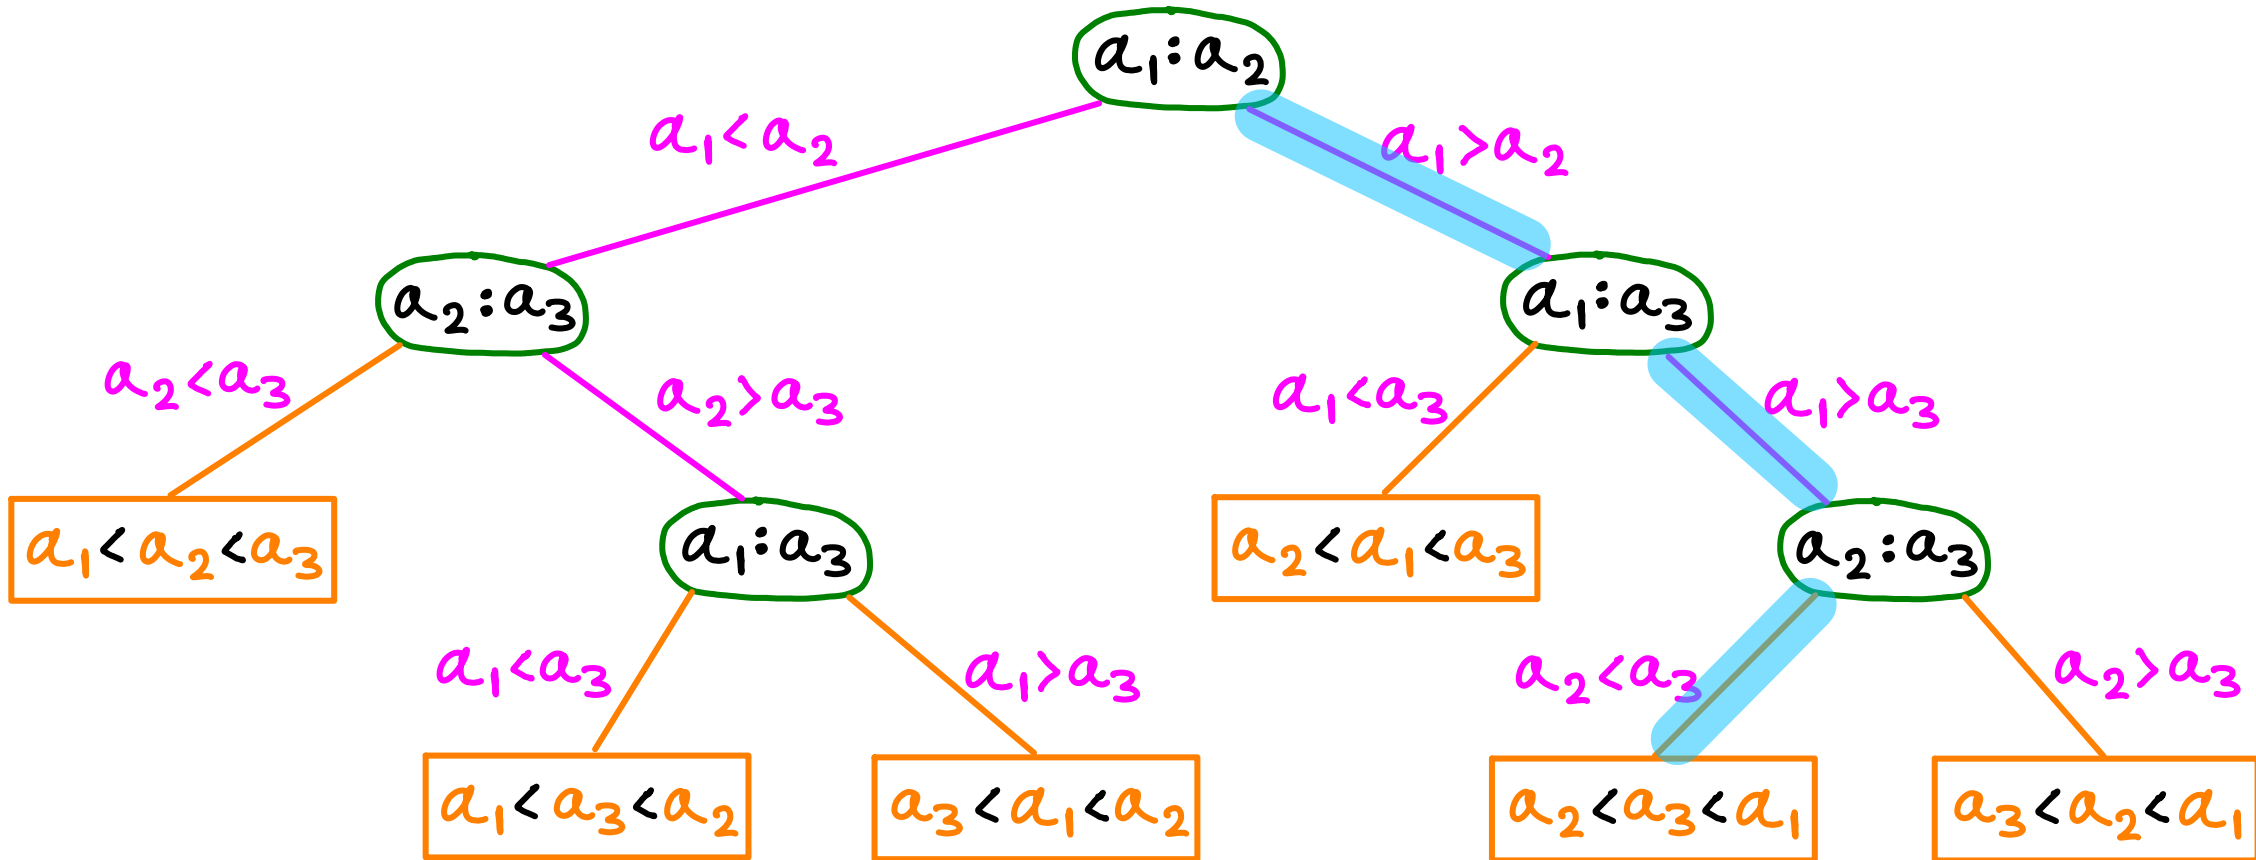 a₁:a₂
a₁<a₂
a₁>a₂
a₂:a₃
a₁:a₃
a₂<a₃
a₂>a₃
a₁<a₃
a₁>a₃
a₁<a₂<a₃
a₁:a₃
a₂<a₁<a₃
a₂:a₃
a₁<a₃
a₁>a₃
a₂<a₃
a₂>a₃
a₁<a₃<a₂
a₃<a₁<a₂
a₂<a₃<a₁
a₃<a₂<a₁